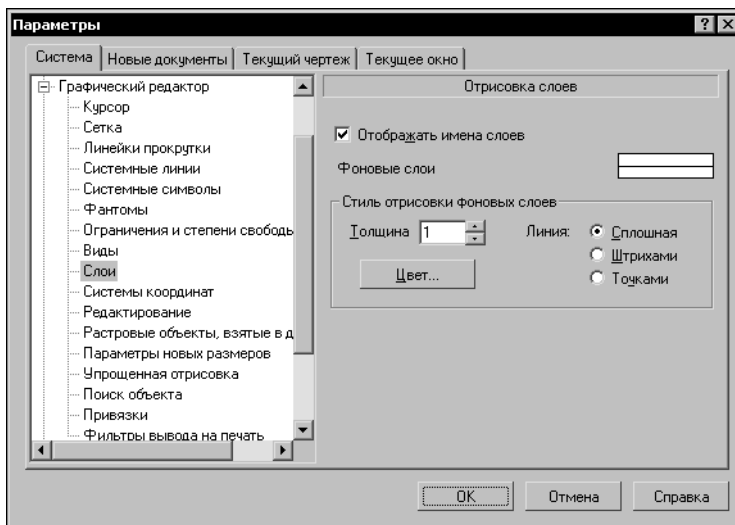 Параметры
Система
Новые документы
Текущий чертеж
Текущее окно
Графический редактор
Курсор
Сетка
Линейки прокрутки
Системные линии
Системные символы
Фантомы
Ограничения и степени свободь
Виды
Слои
Системы координат
Редактирование
Растровые объекты, взятые в д
Параметры новых размеров
Упрощенная отрисовка
Поиск объекта
Привязки
Фильтры вывода на печать
Отрисовка слоев
Отображать имена слоев
Фоновые слои
Стиль отрисовки фоновых слоев
Толщина 1
Линия:
Сплошная
Штрихами
Точками
Цвет...
OK
Отмена
Справка